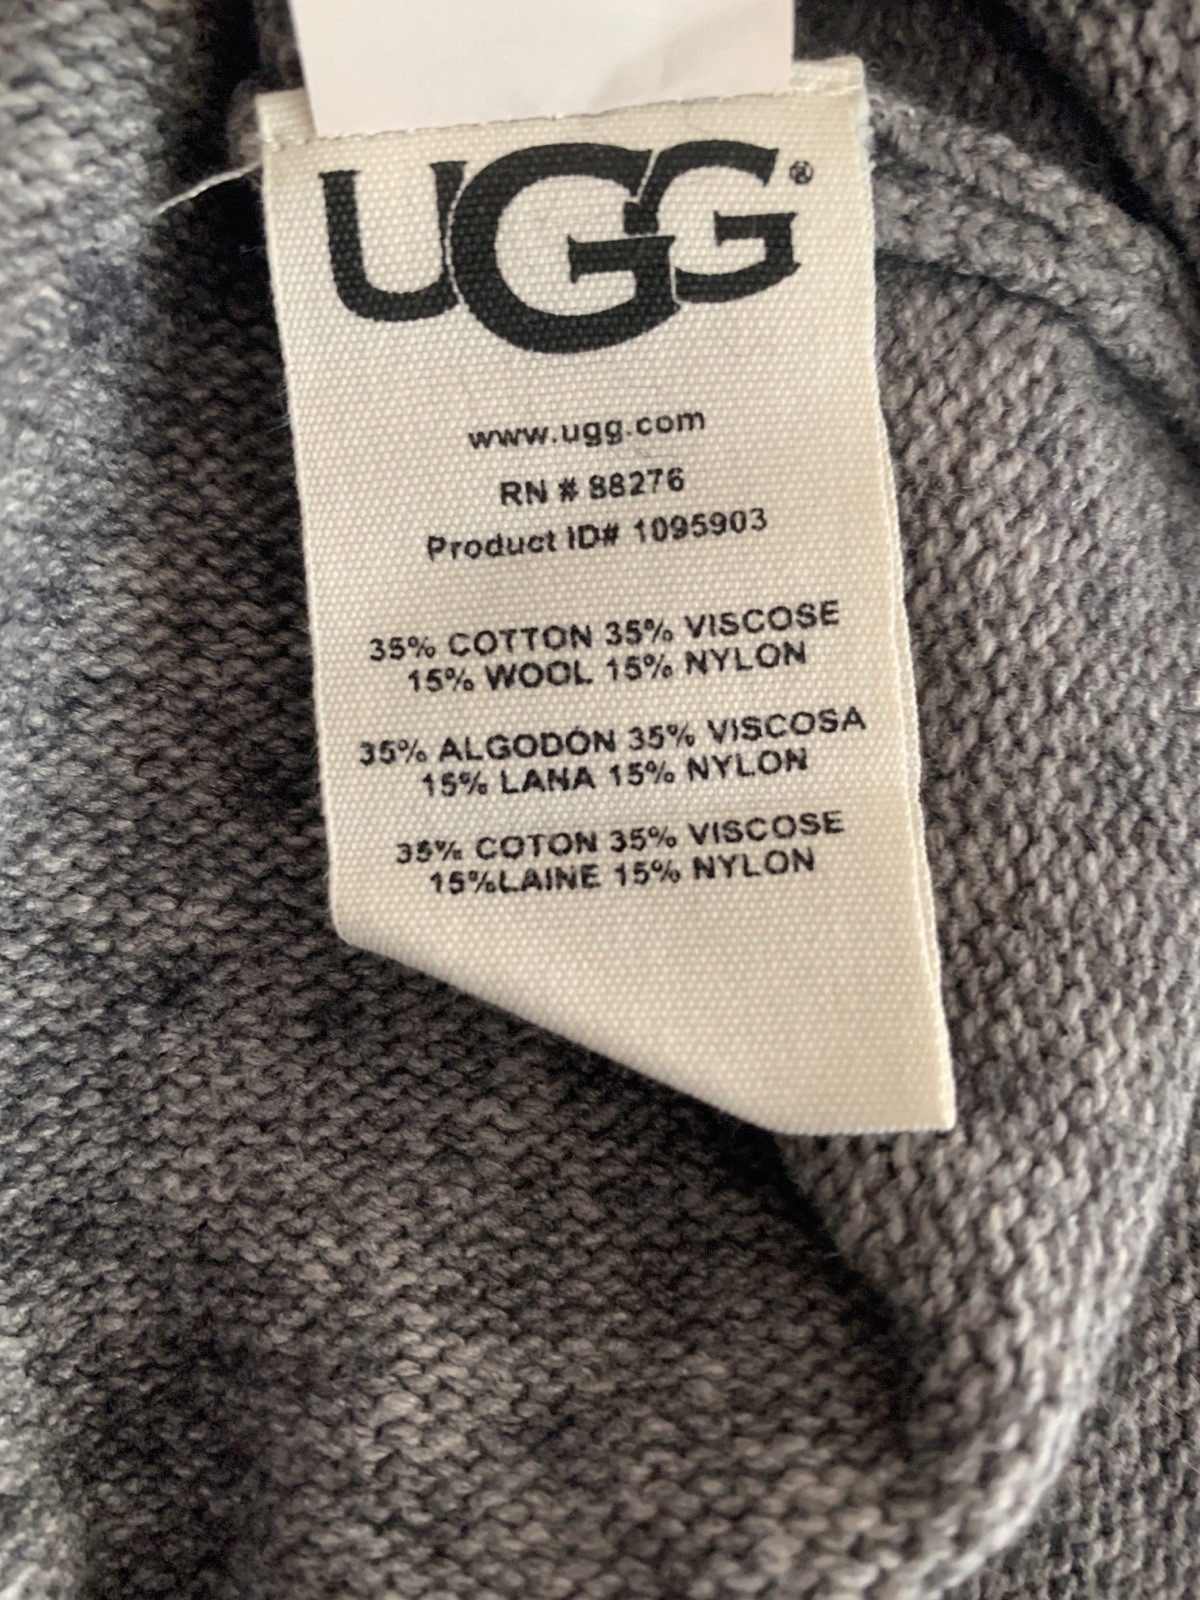 UGG®
www.ugg.com
RN # 88276
Product ID# 1095903
35% COTTON 35% VISCOSE
15% WOOL 15% NYLON
35% ALGODÓN 35% VISCOSA
15% LANA 15% NYLON
35% COTON 35% VISCOSE
15%LAINE 15% NYLON